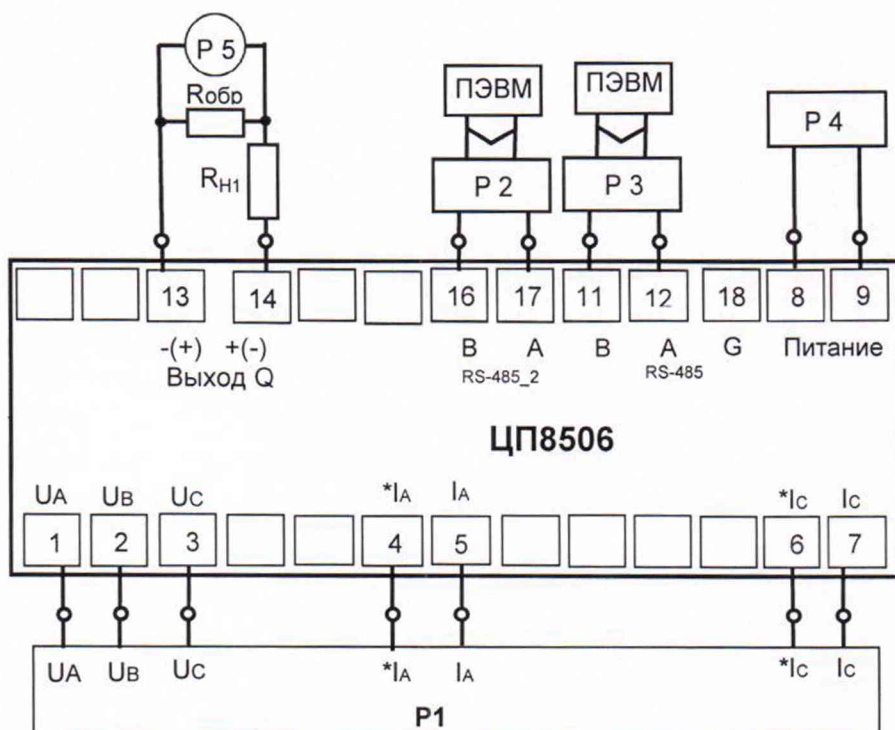 P 5
Rобр
RН1
ПЭВМ ПЭВМ
P 2 P 3 P 4
13 14 16 17 11 12 18 8 9
-(+) +(-) B A B A G Питание
Выход Q RS-485_2 RS-485
ЦП8506
UA UB UC *IA IA *IC IC
1 2 3 4 5 6 7
UA UB UC *IA IA *IC IC
P1